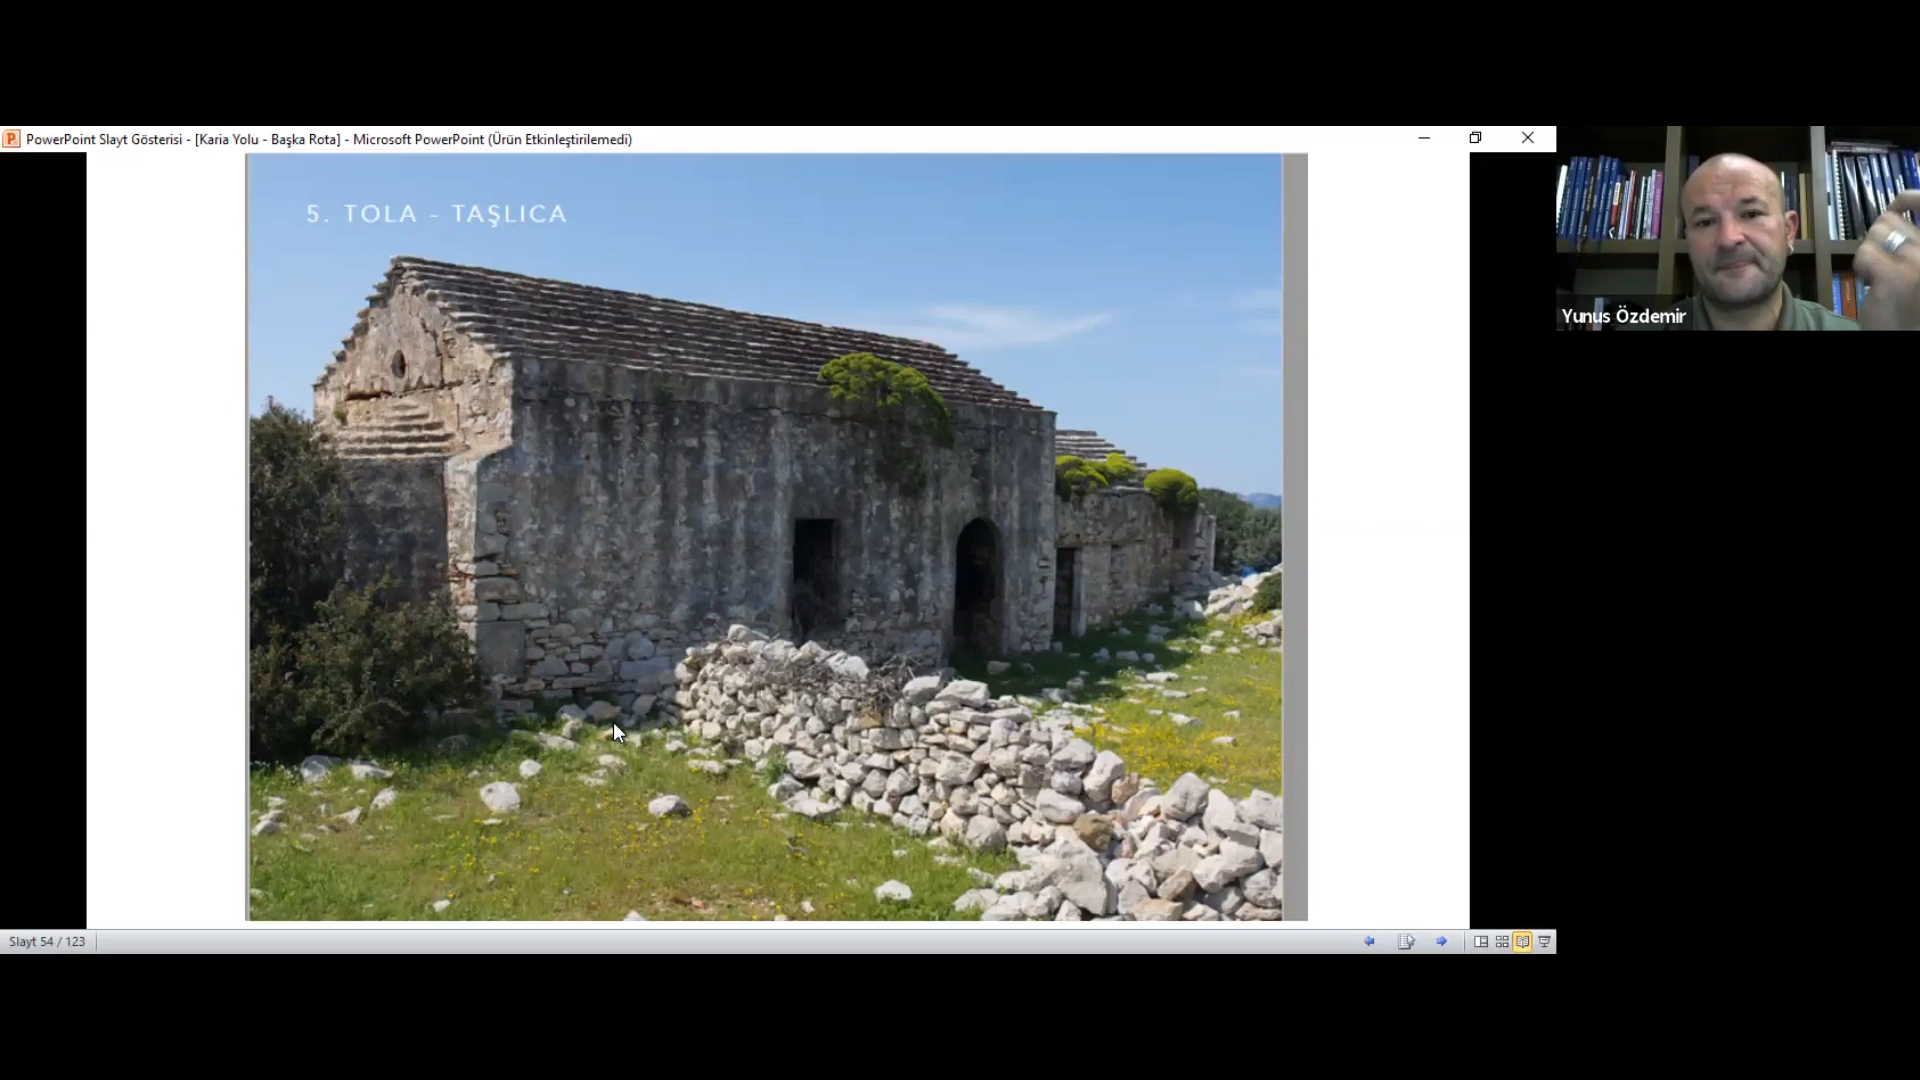 PowerPoint Slayt Gösterisi - [Karia Yolu - Başka Rota] - Microsoft PowerPoint (Ürün Etkinleştirilemedi)
5. TOLA - TAŞLICA
Yunus Özdemir
Slayt 54 / 123